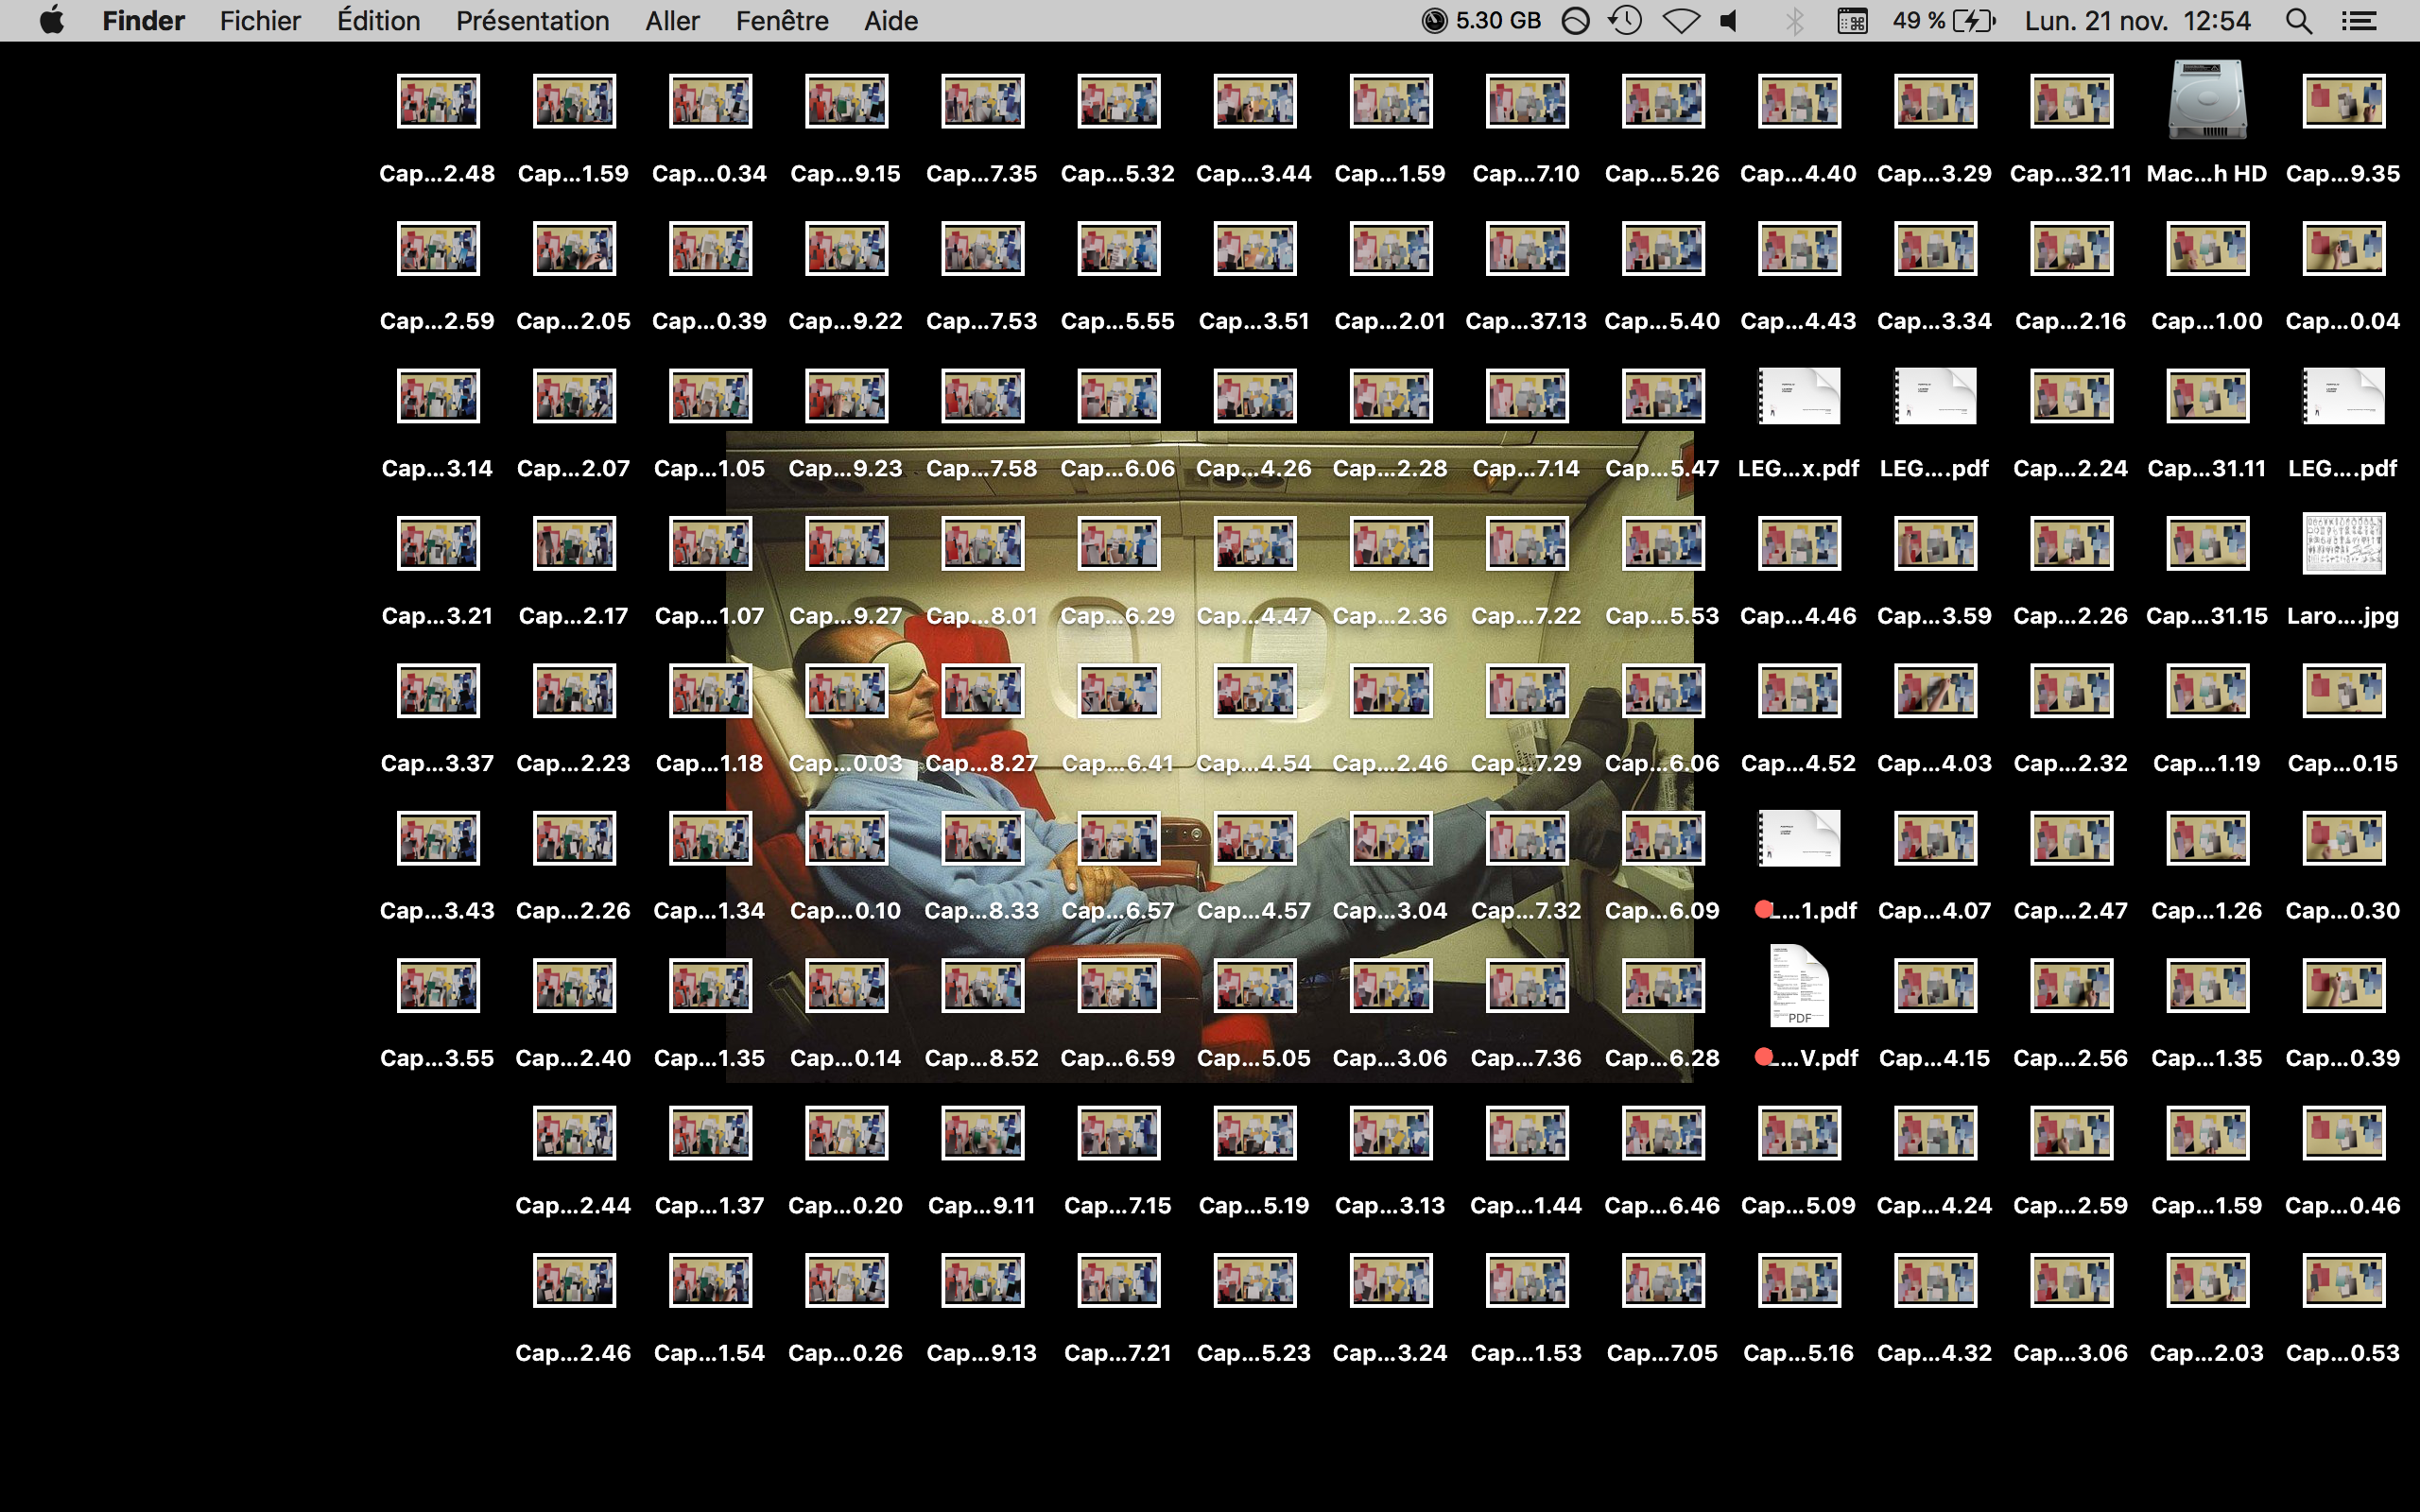 Finder Fichier Édition Présentation Aller Fenêtre Aide 5.30 GB 49 % Lun. 21 nov. 12:54
Cap...2.48 Cap...1.59 Cap...0.34 Cap...9.15 Cap...7.35 Cap...5.32 Cap...3.44 Cap...1.59 Cap...7.10 Cap...5.26 Cap...4.40 Cap...3.29 Cap...32.11 Mac...h HD Cap...9.35
Cap...2.59 Cap...2.05 Cap...0.39 Cap...9.22 Cap...7.53 Cap...5.55 Cap...3.51 Cap...2.01 Cap...37.13 Cap...5.40 Cap...4.43 Cap...3.34 Cap...2.16 Cap...1.00 Cap...0.04
Cap...3.14 Cap...2.07 Cap...1.05 Cap...9.23 Cap...7.58 Cap...6.06 Cap...4.26 Cap...2.28 Cap...7.14 Cap...5.47 LEG...x.pdf LEG....pdf Cap...2.24 Cap...31.11 LEG....pdf
Cap...3.21 Cap...2.17 Cap...1.07 Cap...9.27 Cap...8.01 Cap...6.29 Cap...4.47 Cap...2.36 Cap...7.22 Cap...5.53 Cap...4.46 Cap...3.59 Cap...2.26 Cap...31.15 Laro....jpg
Cap...3.37 Cap...2.23 Cap...1.18 Cap...0.03 Cap...8.27 Cap...6.41 Cap...4.54 Cap...2.46 Cap...7.29 Cap...6.06 Cap...4.52 Cap...4.03 Cap...2.32 Cap...1.19 Cap...0.15
Cap...3.43 Cap...2.26 Cap...1.34 Cap...0.10 Cap...8.33 Cap...6.57 Cap...4.57 Cap...3.04 Cap...7.32 Cap...6.09 L...1.pdf Cap...4.07 Cap...2.47 Cap...1.26 Cap...0.30
PDF
Cap...3.55 Cap...2.40 Cap...1.35 Cap...0.14 Cap...8.52 Cap...6.59 Cap...5.05 Cap...3.06 Cap...7.36 Cap...6.28 L...V.pdf Cap...4.15 Cap...2.56 Cap...1.35 Cap...0.39
Cap...2.44 Cap...1.37 Cap...0.20 Cap...9.11 Cap...7.15 Cap...5.19 Cap...3.13 Cap...1.44 Cap...6.46 Cap...5.09 Cap...4.24 Cap...2.59 Cap...1.59 Cap...0.46
Cap...2.46 Cap...1.54 Cap...0.26 Cap...9.13 Cap...7.21 Cap...5.23 Cap...3.24 Cap...1.53 Cap...7.05 Cap...5.16 Cap...4.32 Cap...3.06 Cap...2.03 Cap...0.53